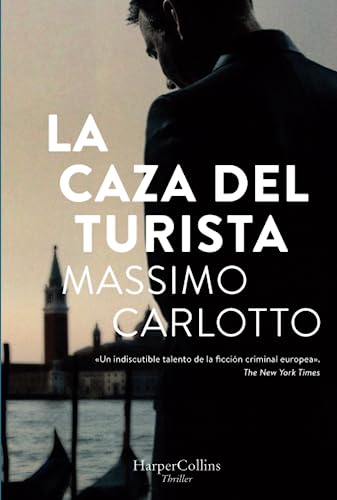 LA
CAZA DEL
TURISTA
MASSIMO
CARLOTTO
«Un indiscutible talento de la ficción criminal europea».
The New York Times
HarperCollins
Thriller